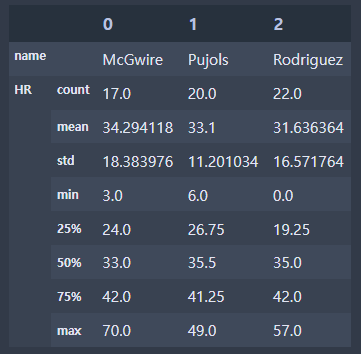 0 1 2
name McGwire Pujols Rodriguez
HR count 17.0 20.0 22.0
mean 34.294118 33.1 31.636364
std 18.383976 11.201034 16.571764
min 3.0 6.0 0.0
25% 24.0 26.75 19.25
50% 33.0 35.5 35.0
75% 42.0 41.25 42.0
max 70.0 49.0 57.0